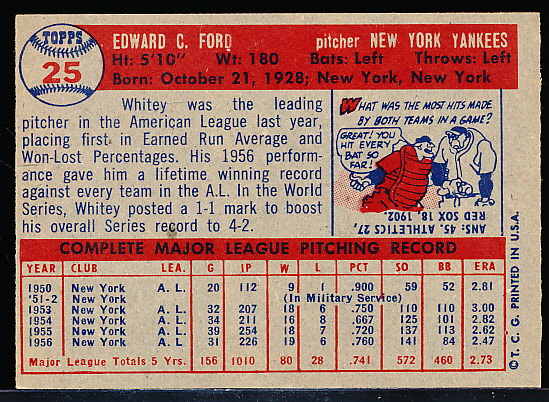 TOPPS
25
EDWARD C. FORD pitcher NEW YORK YANKEES
Ht: 5'10" Wt: 180 Bats: Left Throws: Left
Born: October 21, 1928; New York, New York
Whitey was the leading
pitcher in the American League last year,
placing first in Earned Run Average and
Won-Lost Percentages. His 1956 perform-
ance gave him a lifetime winning record
against every team in the A.L. In the World
Series, Whitey posted a 1-1 mark to boost
his overall Series record to 4-2.
WHAT WAS THE MOST HITS MADE
BY BOTH TEAMS IN A GAME?
GREAT! YOU
HIT EVERY
BAT SO
FAR!
ANS: 45. ATHLETICS 27
RED SOX 18, 1902.
COMPLETE MAJOR LEAGUE PITCHING RECORD
YEAR CLUB LEA. G IP W L PCT SO BB ERA
1950 New York A. L. 20 112 9 1 .900 59 52 2.81
'51-2 New York A. L. (In Military Service)
1953 New York A. L. 32 207 18 6 .750 110 110 3.00
1954 New York A. L. 34 211 16 8 .667 125 101 2.82
1955 New York A. L. 39 254 18 7 .720 137 113 2.62
1956 New York A. L. 31 226 19 6 .760 141 84 2.47
Major League Totals 5 Yrs. 156 1010 80 28 .741 572 460 2.73
© T. C. G. PRINTED IN U.S.A.